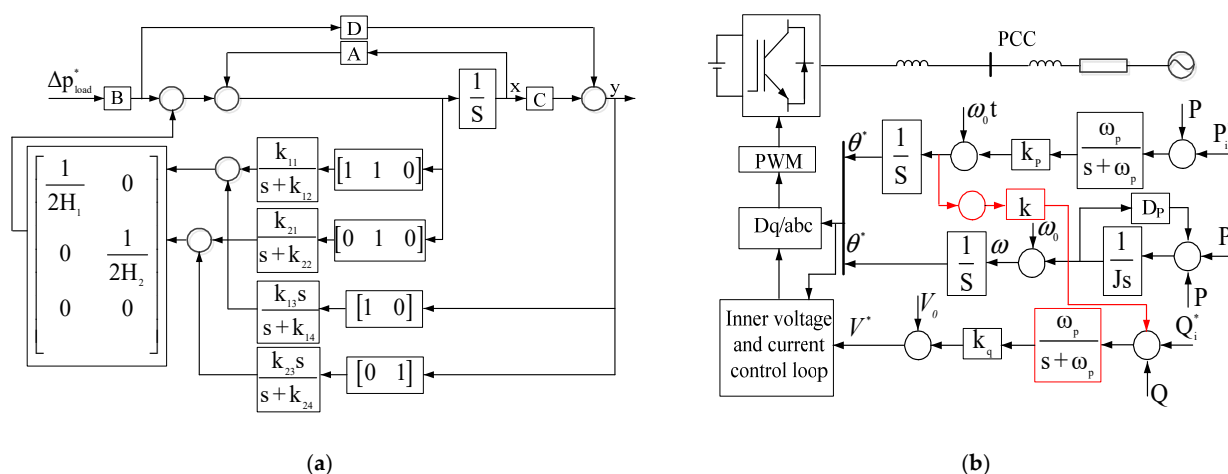 Δp*load
B
D
A
1/S
x
C
y
1/2H₁ 0
0 1/2H₂
0 0
k₁₁/(s+k₁₂)
[1 1 0]
k₂₁/(s+k₂₂)
[0 1 0]
k₁₃s/(s+k₁₄)
[1 0]
k₂₃s/(s+k₂₄)
[0 1]
(a)
PCC
PWM
Dq/abc
Inner voltage
and current
control loop
θ*
1/S
ω₀t
kP
ωp/(s+ωp)
P
Pi
k
ω₀
DP
θ*
1/S
ω
1/Js
P
P
V*
V₀
kq
ωp/(s+ωp)
Qi*
Q
(b)